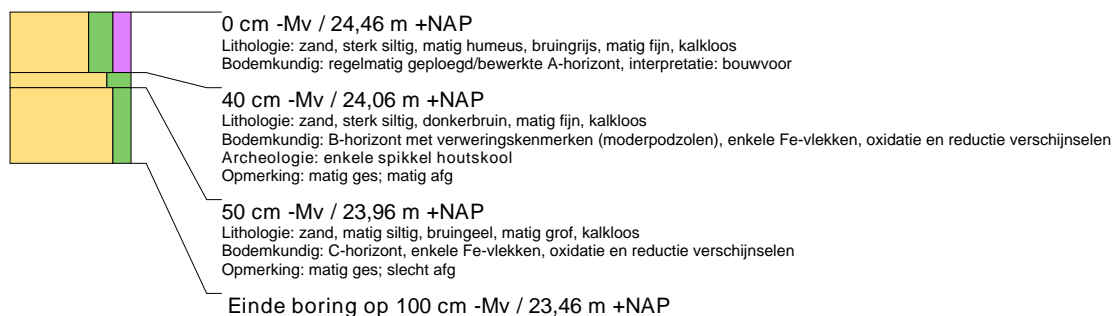 0 cm -Mv / 24,46 m +NAP
Lithologie: zand, sterk siltig, matig humeus, bruingrijs, matig fijn, kalkloos
Bodemkundig: regelmatig geploegd/bewerkte A-horizont, interpretatie: bouwvoor
40 cm -Mv / 24,06 m +NAP
Lithologie: zand, sterk siltig, donkerbruin, matig fijn, kalkloos
Bodemkundig: B-horizont met verweringskenmerken (moderpodzolen), enkele Fe-vlekken, oxidatie en reductie verschijnselen
Archeologie: enkele spikkel houtskool
Opmerking: matig ges; matig afg
50 cm -Mv / 23,96 m +NAP
Lithologie: zand, matig siltig, bruingeel, matig grof, kalkloos
Bodemkundig: C-horizont, enkele Fe-vlekken, oxidatie en reductie verschijnselen
Opmerking: matig ges; slecht afg
Einde boring op 100 cm -Mv / 23,46 m +NAP